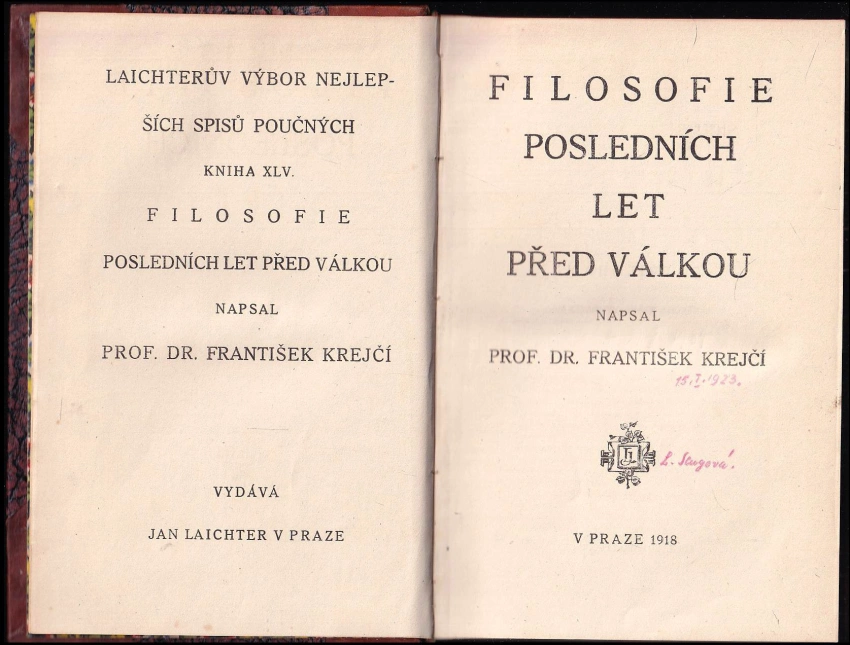 LAICHTERŮV VÝBOR NEJLEP-
ŠÍCH SPISŮ POUČNÝCH
KNIHA XLV.
FILOSOFIE
POSLEDNÍCH LET PŘED VÁLKOU
NAPSAL
PROF. DR. FRANTIŠEK KREJČÍ
VYDÁVÁ
JAN LAICHTER V PRAZE
FILOSOFIE
POSLEDNÍCH
LET
PŘED VÁLKOU
NAPSAL
PROF. DR. FRANTIŠEK KREJČÍ
15. I. 1923.
L.
V PRAZE 1918